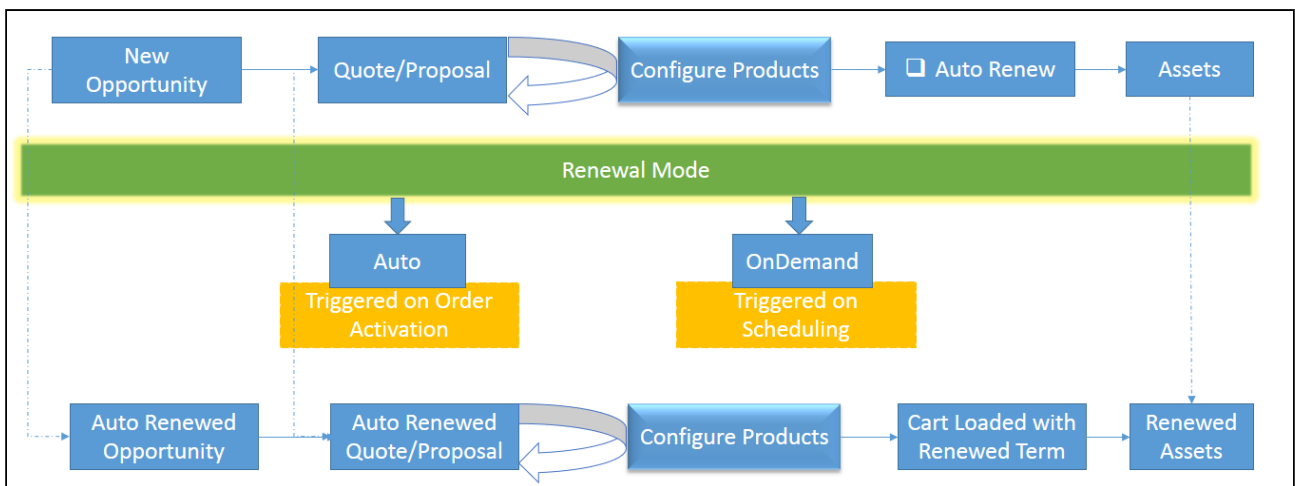 New
Opportunity
Quote/Proposal
Configure Products
Auto Renew
Assets
Renewal Mode
Auto
OnDemand
Triggered on Order
Activation
Triggered on
Scheduling
Auto Renewed
Opportunity
Auto Renewed
Quote/Proposal
Configure Products
Cart Loaded with
Renewed Term
Renewed
Assets